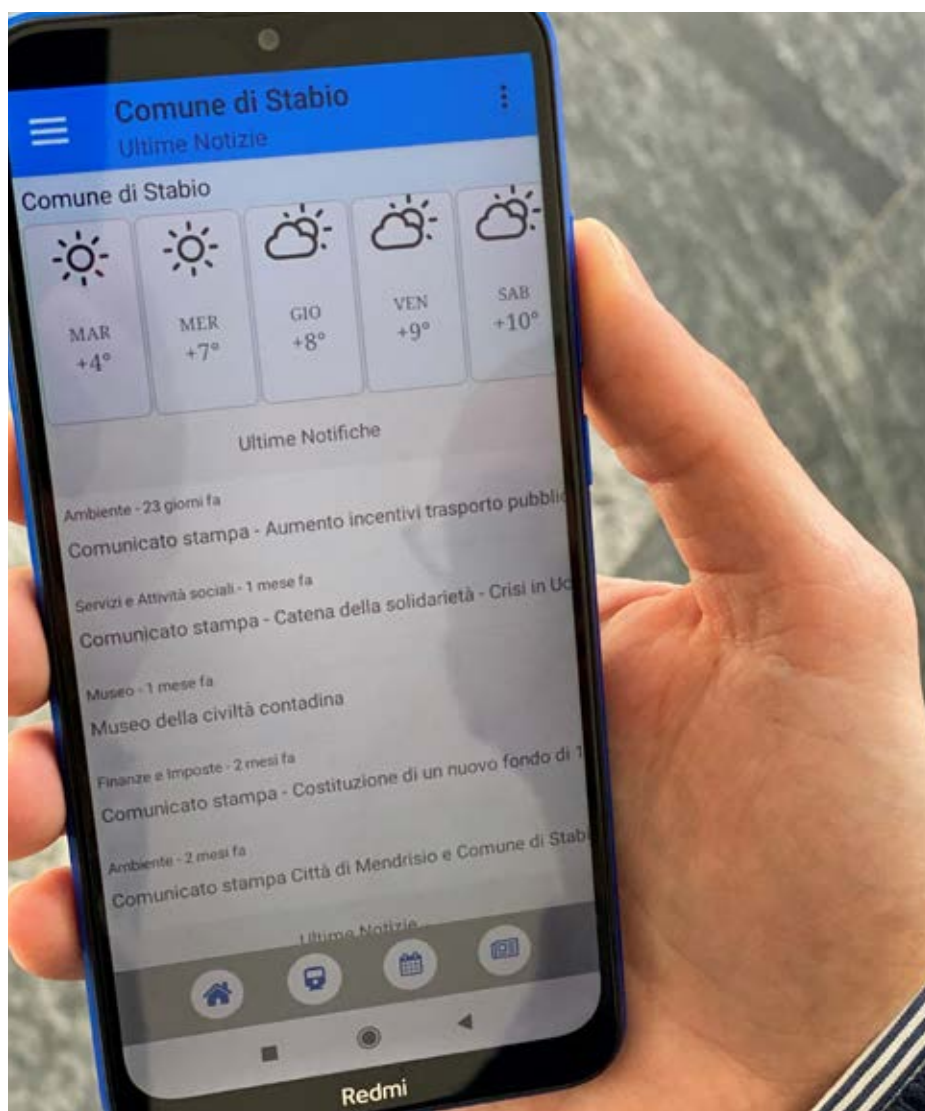 Comune di Stabio
Ultime Notizie
Comune di Stabio
MAR MER GIO VEN SAB
+4° +7° +8° +9° +10°
Ultime Notifiche
Ambiente - 23 giorni fa
Comunicato stampa - Aumento incentivi trasporto pubblic
Servizi e Attività sociali - 1 mese fa
Comunicato stampa - Catena della solidarietà - Crisi in Uc
Museo - 1 mese fa
Museo della civiltà contadina
Finanze e Imposte - 2 mesi fa
Comunicato stampa - Costituzione di un nuovo fondo di 1
Ambiente - 2 mesi fa
Comunicato stampa Città di Mendrisio e Comune di Stab
Ultime Notizie
Redmi